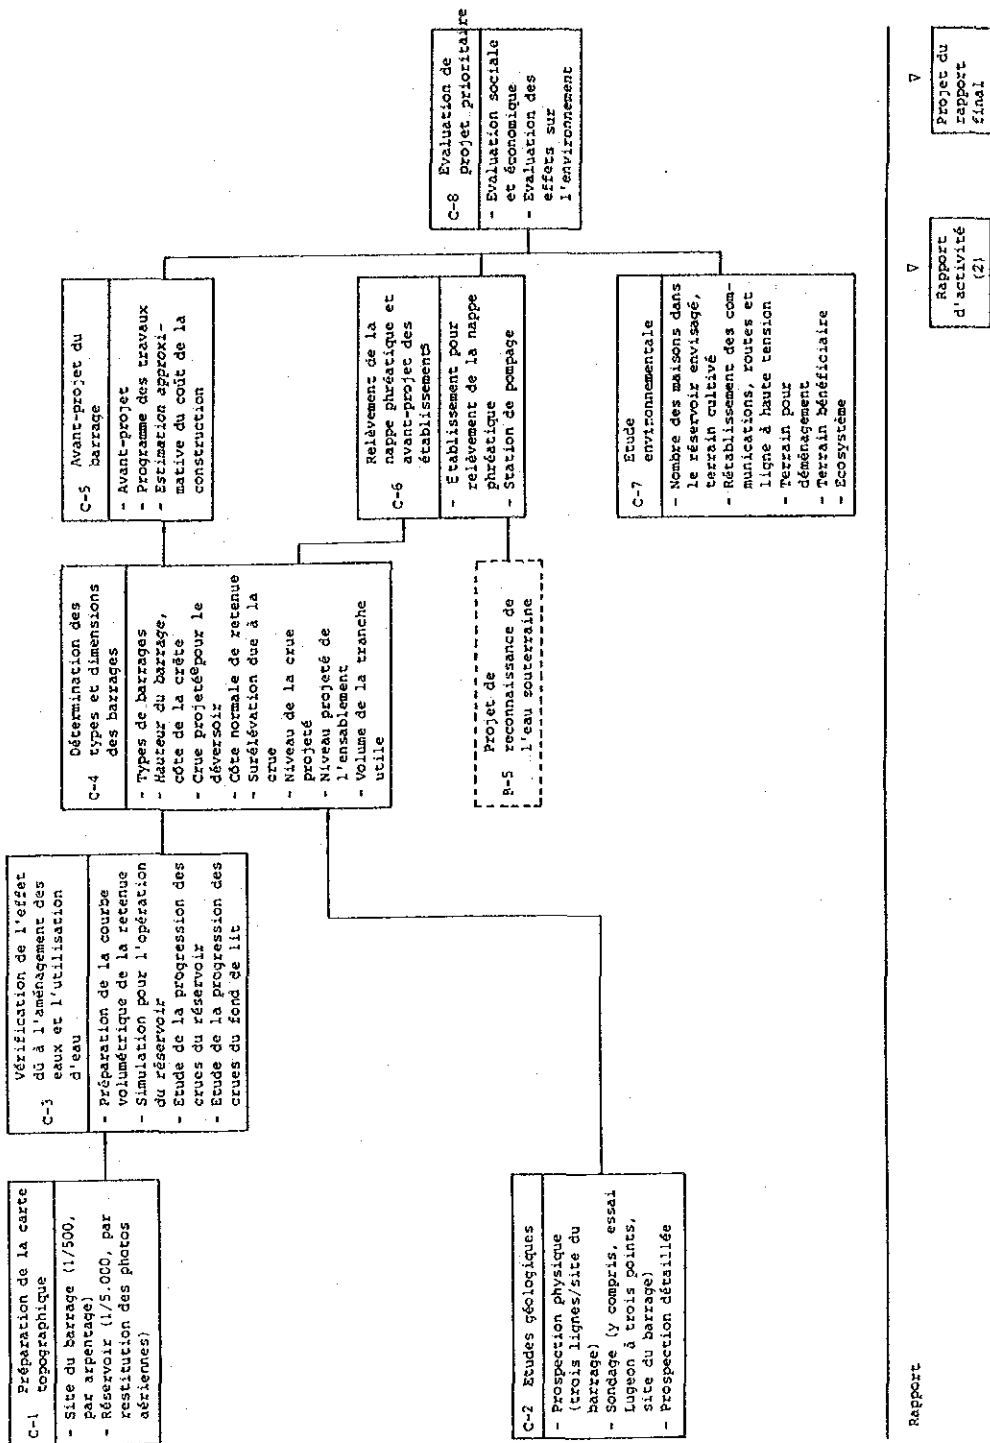 C-1 Préparation de la carte
topographique
- Site du barrage (1/500,
par arpentage)
- Réservoir (1/5.000, par
restitution des photos
aériennes)
C-2 Etudes géologiques
- Prospection physique
(trois lignes/site du
barrage)
- Sondage (y compris, essai
Lugeon à trois points,
site du barrage)
- Prospection détaillée
Vérification de l'effet
dû à l'aménagement des
C-3 eaux et l'utilisation
d'eau
- Préparation de la courbe
volumétrique de la retenue
- Simulation pour l'opération
du réservoir
- Etude de la progression des
crues du réservoir
- Etude de la progression des
crues du fond de lit
Détermination des
C-4 types et dimensions
des barrages
- Types de barrages
- Hauteur du barrage,
côte de la crête
- Crue projetée pour le
déversoir
- Côte normale de retenue
- Surélévation due à la
crue
- Niveau de la crue
projeté
- Niveau projeté de
l'ensablement
- Volume de la tranche
utile
Projet de
B-5 reconnaissance de
l'eau souterraine
C-5 Avant-projet du
barrage
- Avant-projet
- Programme des travaux
- Estimation approxi-
mative du coût de la
construction
Relèvement de la
nappe phréatique et
C-6 avant-projet des
établissements
- Etablissement pour
relèvement de la nappe
phréatique
- Station de pompage
C-7 Etude
environnementale
- Nombre des maisons dans
le réservoir envisagé,
terrain cultivé
- Rétablissement des com-
munications, routes et
ligne à haute tension
- Terrain pour
déménagement
- Terrain bénéficiaire
- Ecosystème
C-8 Evaluation de
projet prioritaire
- Evaluation sociale
et économique
- Evaluation des
effets sur
l'environnement
Rapport
Rapport
d'activité
(2)
Projet du
rapport
final